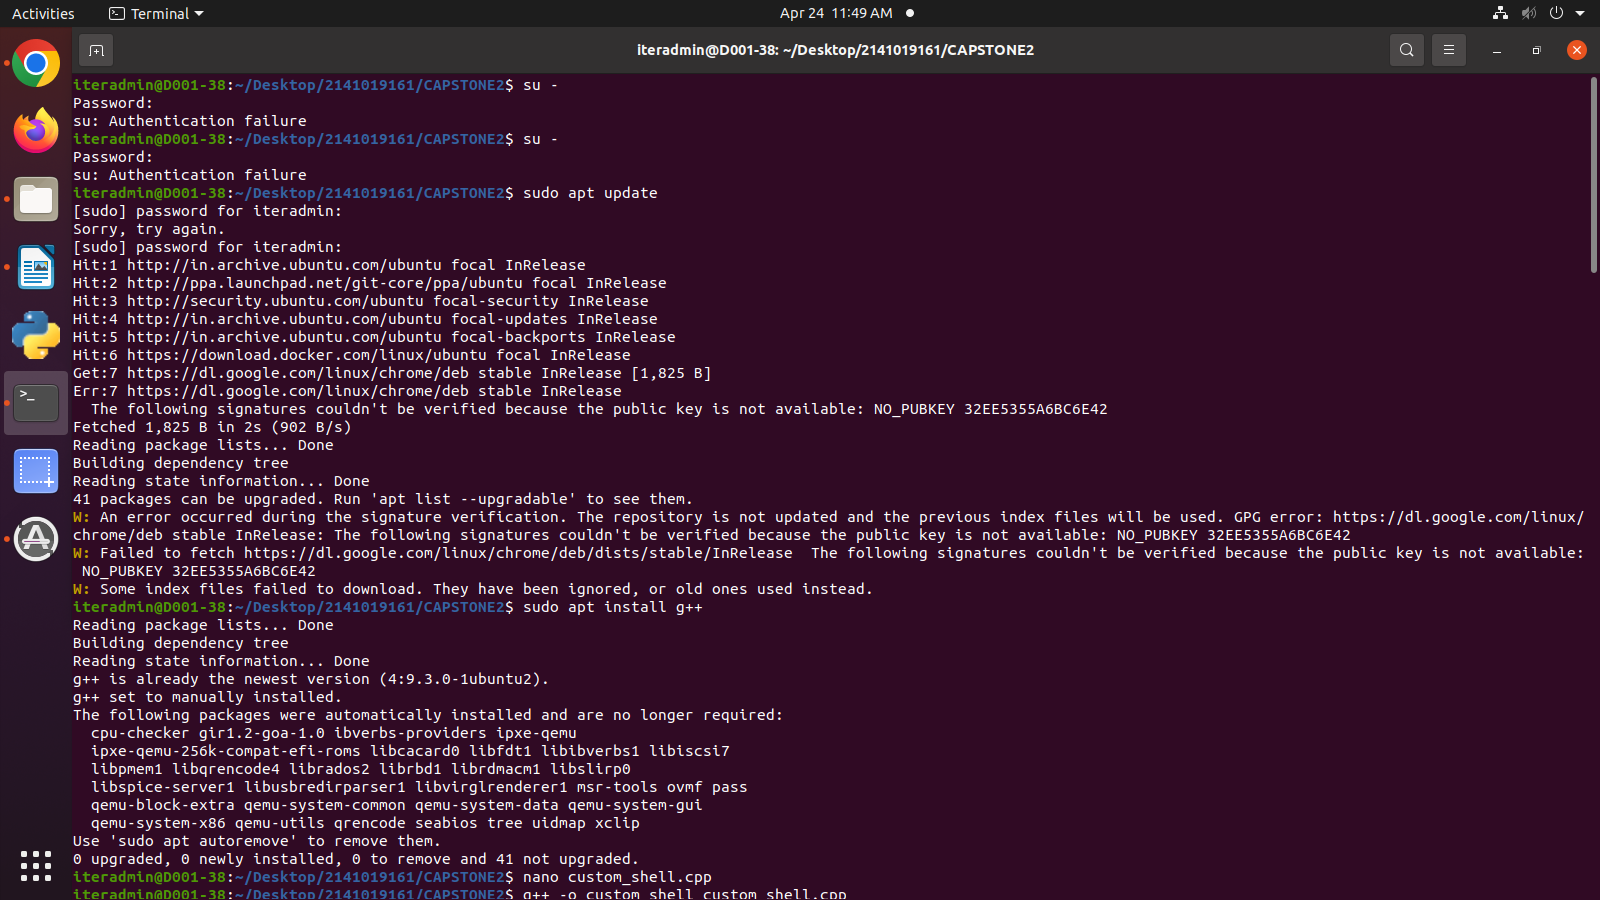 Activities
Terminal
Apr 24 11:49 AM
iteradmin@D001-38: ~/Desktop/2141019161/CAPSTONE2
iteradmin@D001-38:~/Desktop/2141019161/CAPSTONE2$ su -
Password:
su: Authentication failure
iteradmin@D001-38:~/Desktop/2141019161/CAPSTONE2$ su -
Password:
su: Authentication failure
iteradmin@D001-38:~/Desktop/2141019161/CAPSTONE2$ sudo apt update
[sudo] password for iteradmin:
Sorry, try again.
[sudo] password for iteradmin:
Hit:1 http://in.archive.ubuntu.com/ubuntu focal InRelease
Hit:2 http://ppa.launchpad.net/git-core/ppa/ubuntu focal InRelease
Hit:3 http://security.ubuntu.com/ubuntu focal-security InRelease
Hit:4 http://in.archive.ubuntu.com/ubuntu focal-updates InRelease
Hit:5 http://in.archive.ubuntu.com/ubuntu focal-backports InRelease
Hit:6 https://download.docker.com/linux/ubuntu focal InRelease
Get:7 https://dl.google.com/linux/chrome/deb stable InRelease [1,825 B]
Err:7 https://dl.google.com/linux/chrome/deb stable InRelease
The following signatures couldn't be verified because the public key is not available: NO_PUBKEY 32EE5355A6BC6E42
Fetched 1,825 B in 2s (902 B/s)
Reading package lists... Done
Building dependency tree
Reading state information... Done
41 packages can be upgraded. Run 'apt list --upgradable' to see them.
W: An error occurred during the signature verification. The repository is not updated and the previous index files will be used. GPG error: https://dl.google.com/linux/
chrome/deb stable InRelease: The following signatures couldn't be verified because the public key is not available: NO_PUBKEY 32EE5355A6BC6E42
W: Failed to fetch https://dl.google.com/linux/chrome/deb/dists/stable/InRelease  The following signatures couldn't be verified because the public key is not available:
NO_PUBKEY 32EE5355A6BC6E42
W: Some index files failed to download. They have been ignored, or old ones used instead.
iteradmin@D001-38:~/Desktop/2141019161/CAPSTONE2$ sudo apt install g++
Reading package lists... Done
Building dependency tree
Reading state information... Done
g++ is already the newest version (4:9.3.0-1ubuntu2).
g++ set to manually installed.
The following packages were automatically installed and are no longer required:
cpu-checker gir1.2-goa-1.0 ibverbs-providers ipxe-qemu
ipxe-qemu-256k-compat-efi-roms libcacard0 libfdt1 libibverbs1 libiscsi7
libpmem1 libqrencode4 librados2 librbd1 librdmacm1 libslirp0
libspice-server1 libusbredirparser1 libvirglrenderer1 msr-tools ovmf pass
qemu-block-extra qemu-system-common qemu-system-data qemu-system-gui
qemu-system-x86 qemu-utils qrencode seabios tree uidmap xclip
Use 'sudo apt autoremove' to remove them.
0 upgraded, 0 newly installed, 0 to remove and 41 not upgraded.
iteradmin@D001-38:~/Desktop/2141019161/CAPSTONE2$ nano custom_shell.cpp
iteradmin@D001-38:~/Desktop/2141019161/CAPSTONE2$ g++ -o custom_shell custom_shell.cpp